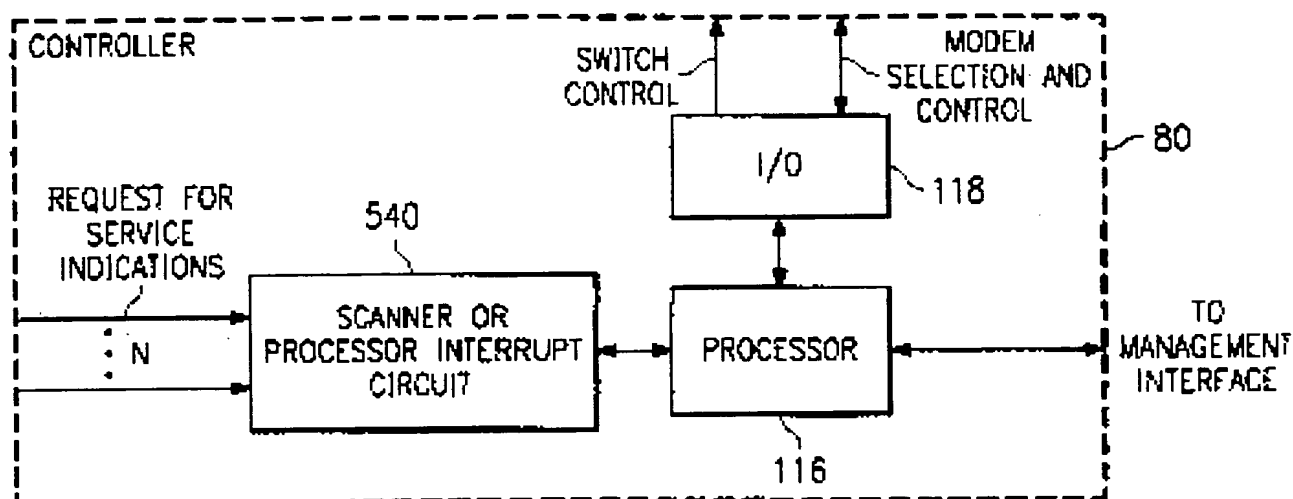 CONTROLLER
SWITCH
CONTROL
MODEM
SELECTION AND
CONTROL
80
I/O
118
REQUEST FOR
SERVICE
INDICATIONS
540
N
SCANNER OR
PROCESSOR INTERRUPT
CIRCUIT
PROCESSOR
116
TO
MANAGEMENT
INTERFACE